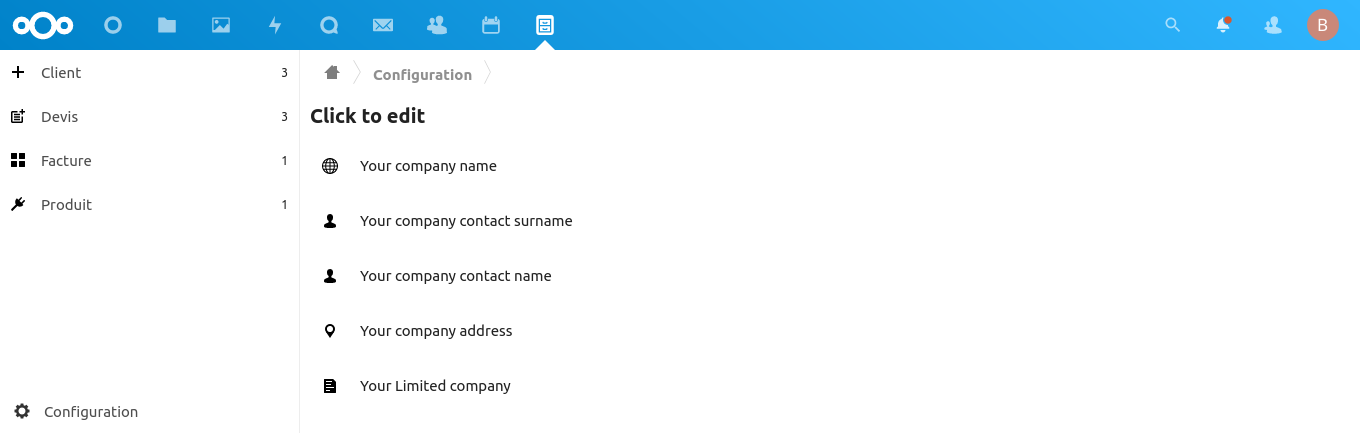 B
Client 3
Devis 3
Facture 1
Produit 1
Configuration
Configuration
Click to edit
Your company name
Your company contact surname
Your company contact name
Your company address
Your Limited company